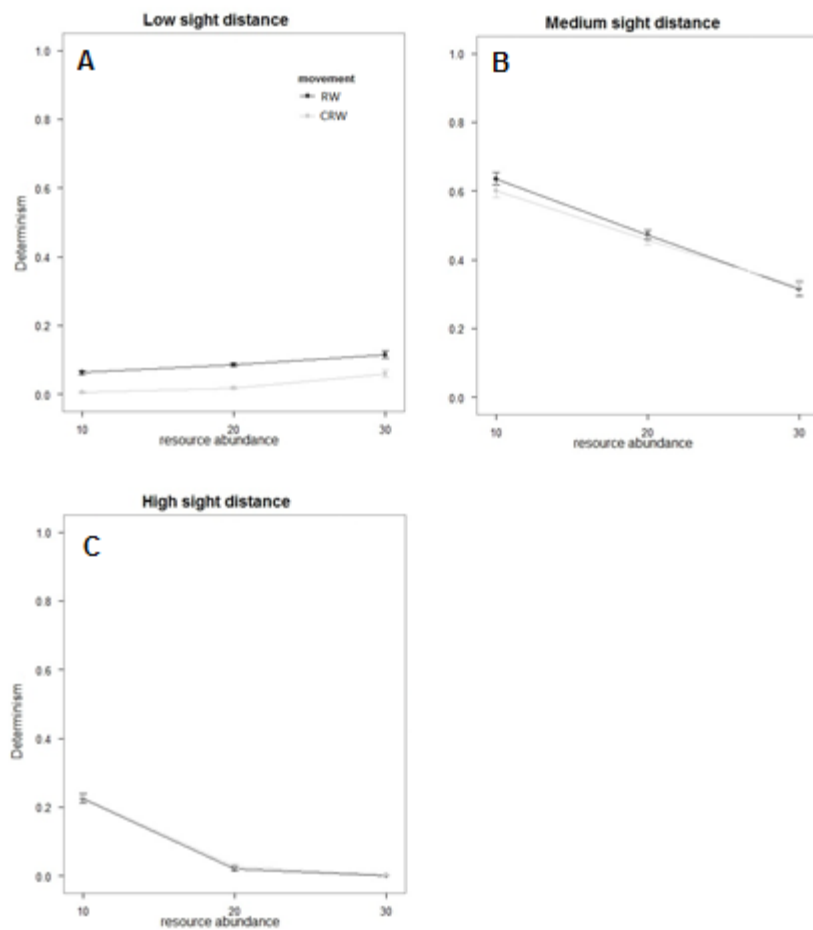 Low sight distance
A
movement
RW
CRW
Determinism
1.0
0.8
0.6
0.4
0.2
0.0
10
20
30
resource abundance
Medium sight distance
B
1.0
0.8
0.6
0.4
0.2
0.0
10
20
30
resource abundance
High sight distance
C
Determinism
1.0
0.8
0.6
0.4
0.2
0.0
10
20
30
resource abundance